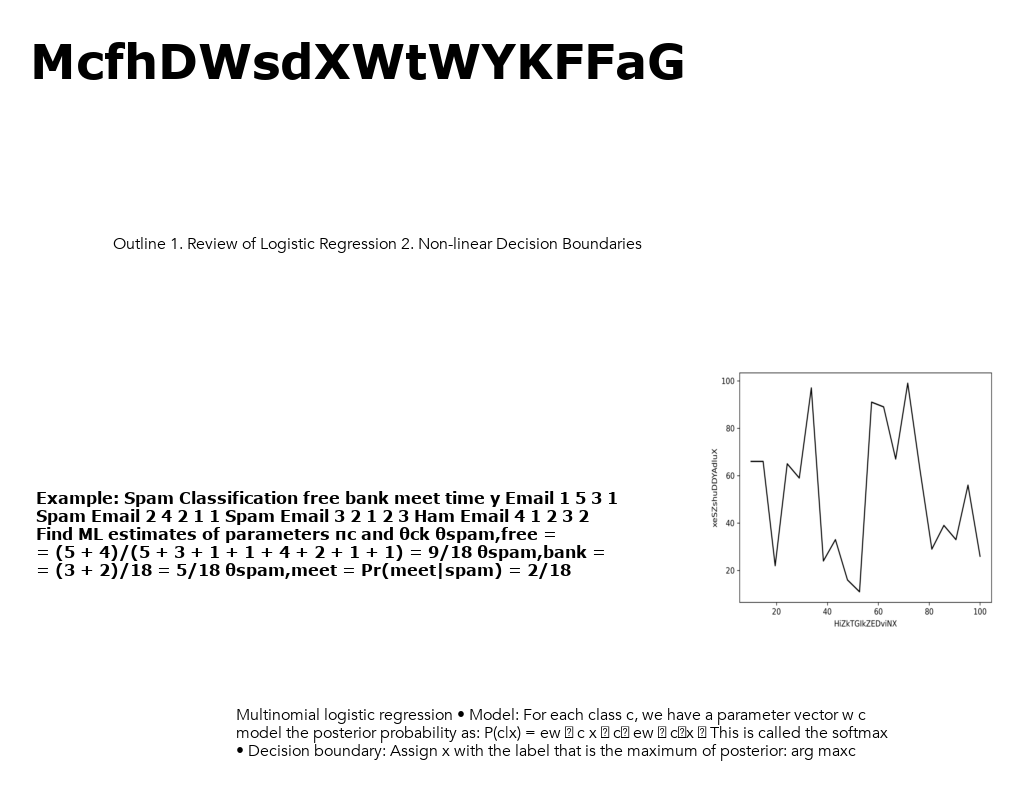 McfhDWsdXWtWYKFFaG
Outline 1. Review of Logistic Regression 2. Non-linear Decision Boundaries
100
80
60
40
20
20 40 60 80 100
xeSZshuDDYAdluX
HiZkTGlkZEDviNX
Example: Spam Classification free bank meet time y Email 1 5 3 1
Spam Email 2 4 2 1 1 Spam Email 3 2 1 2 3 Ham Email 4 1 2 3 2
Find ML estimates of parameters πc and θck θspam,free =
= (5 + 4)/(5 + 3 + 1 + 1 + 4 + 2 + 1 + 1) = 9/18 θspam,bank =
= (3 + 2)/18 = 5/18 θspam,meet = Pr(meet|spam) = 2/18
Multinomial logistic regression • Model: For each class c, we have a parameter vector w c
model the posterior probability as: P(c|x) = ew c x c ew c x This is called the softmax
• Decision boundary: Assign x with the label that is the maximum of posterior: arg maxc